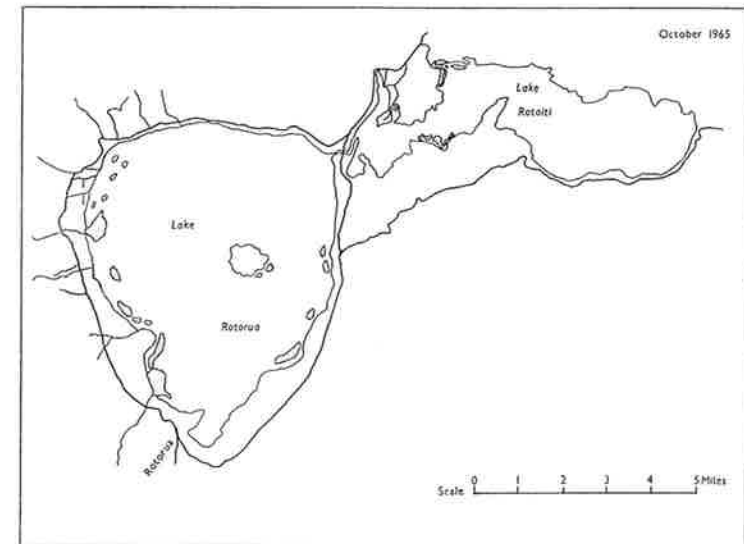 October 1965
Lake
Rotoiti
Lake
Rotorua
Rotorua
Scale 0 1 2 3 4 5 Miles